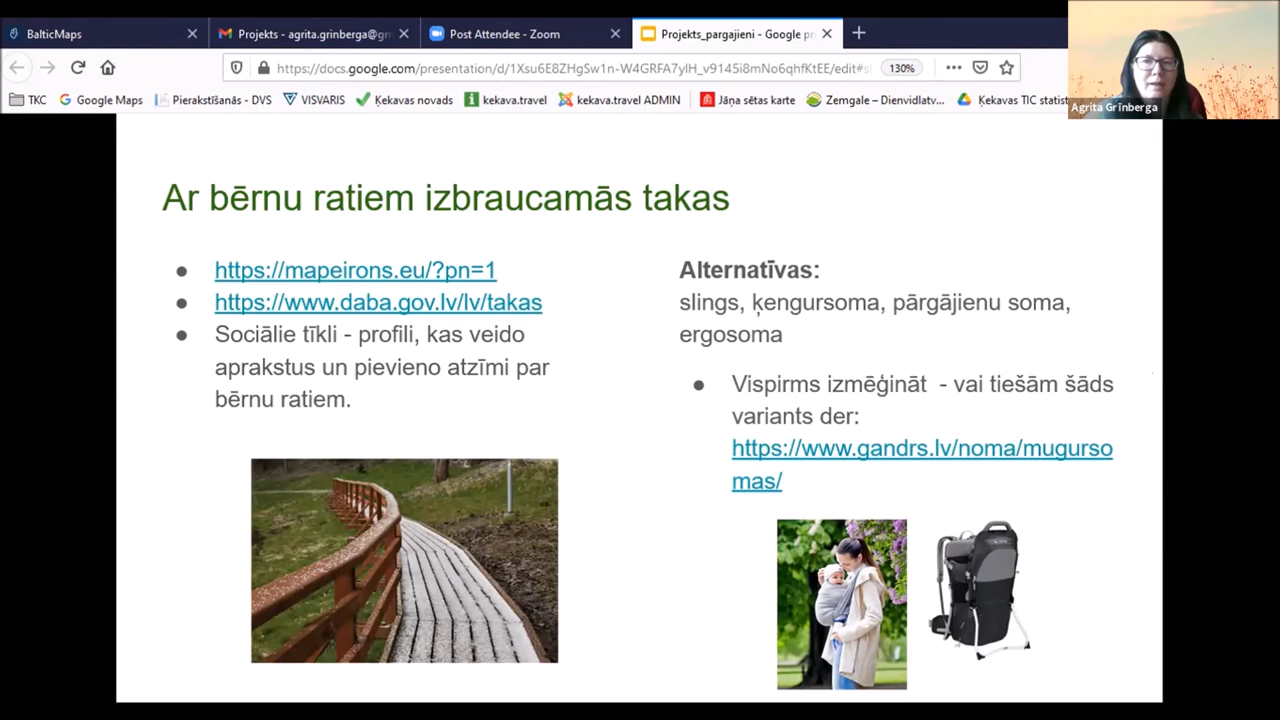 BalticMaps
Projekts - agrita.grinberga@gm
Post Attendee - Zoom
Projekts_pargajieni - Google pr
https://docs.google.com/presentation/d/1Xsu6E8ZHgSw1n-W4GRFA7yIH_v9145i8mNo6qhfKtEE/edit#s
130%
TKC
Google Maps
Pierakstīšanās - DVS
VISVARIS
Ķekavas novads
kekava.travel
kekava.travel ADMIN
Jāņa sētas karte
Zemgale – Dienvidlatv...
Ķekavas TIC statist
Agrita Grīnberga
Ar bērnu ratiem izbraucamās takas
https://mapeirons.eu/?pn=1
https://www.daba.gov.lv/lv/takas
Sociālie tīkli - profili, kas veido
aprakstus un pievieno atzīmi par
bērnu ratiem.
Alternatīvas:
slings, ķengursoma, pārgājienu soma,
ergosoma
Vispirms izmēģināt - vai tiešām šāds
variants der:
https://www.gandrs.lv/noma/mugurso
mas/